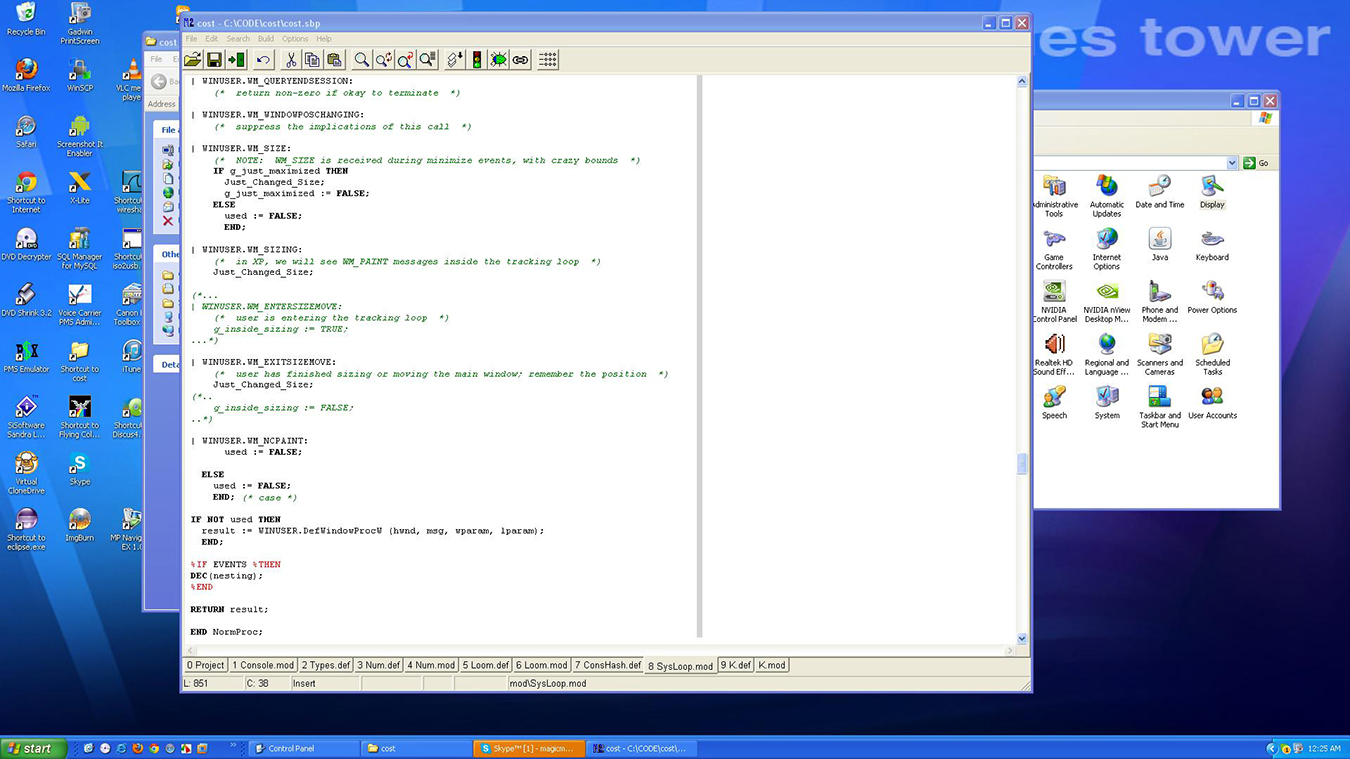 es tower
Recycle Bin
Gadwin
PrintScreen
Mozilla Firefox
WinSCP
VLC me
playe
Safari
Screenshot It
Enabler
Shortcut to
Internet
X-Lite
Shortcu
wiresha
DVD Decrypter
SQL Manager
for MySQL
Shortcu
iso2usb.
DVD Shrink 3.2
Voice Carrier
PMS Admi...
Canon I
Toolbox
PMS Emulator
Shortcut to
cost
iTune
SiSoftware
Sandra L...
Shortcut to
Flying Col...
Shortcu
Discus4.
Virtual
CloneDrive
Skype
Shortcut to
eclipse.exe
ImgBurn
MP Navig
EX 1.0
cost
File E
Ba
Address
File a
Othe
Deta
M2 cost - C:\CODE\cost\cost.sbp
File Edit Search Build Options Help
| WINUSER.WM_QUERYENDSESSION:
(* return non-zero if okay to terminate *)
| WINUSER.WM_WINDOWPOSCHANGING:
(* suppress the implications of this call *)
| WINUSER.WM_SIZE:
(* NOTE: WM_SIZE is received during minimize events, with crazy bounds *)
IF g_just_maximized THEN
Just_Changed_Size;
g_just_maximized := FALSE;
ELSE
used := FALSE;
END;
| WINUSER.WM_SIZING:
(* in XP, we will see WM_PAINT messages inside the tracking loop *)
Just_Changed_Size;
(*...
| WINUSER.WM_ENTERSIZEMOVE:
(* user is entering the tracking loop *)
g_inside_sizing := TRUE;
...*)
| WINUSER.WM_EXITSIZEMOVE:
(* user has finished sizing or moving the main window; remember the position *)
Just_Changed_Size;
(*..
g_inside_sizing := FALSE;
..*)
| WINUSER.WM_NCPAINT:
used := FALSE;
ELSE
used := FALSE;
END; (* case *)
IF NOT used THEN
result := WINUSER.DefWindowProcW (hwnd, msg, wparam, lparam);
END;
%IF EVENTS %THEN
DEC(nesting);
%END
RETURN result;
END NormProc;
0 Project 1 Console.mod 2 Types.def 3 Num.def 4 Num.mod 5 Loom.def 6 Loom.mod 7 ConsHash.def 8 SysLoop.mod 9 K.def K.mod
L: 851 C: 38 Insert mod\SysLoop.mod
Go
dministrative
Tools
Automatic
Updates
Date and Time
Display
Game
Controllers
Internet
Options
Java
Keyboard
NVIDIA
Control Panel
NVIDIA nView
Desktop M...
Phone and
Modem ...
Power Options
Realtek HD
Sound Eff...
Regional and
Language ...
Scanners and
Cameras
Scheduled
Tasks
Speech
System
Taskbar and
Start Menu
User Accounts
start
Control Panel
cost
Skype™ [1] - magicm...
M2 cost - C:\CODE\cost\...
12:25 AM